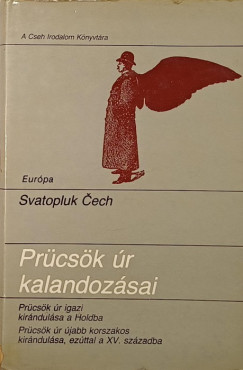 A Cseh Irodalom Könyvtára
Európa
Svatopluk Čech
Prücsök úr
kalandozásai
Prücsök úr igazi
kirándulása a Holdba
Prücsök úr újabb korszakos
kirándulása, ezúttal a XV. századba